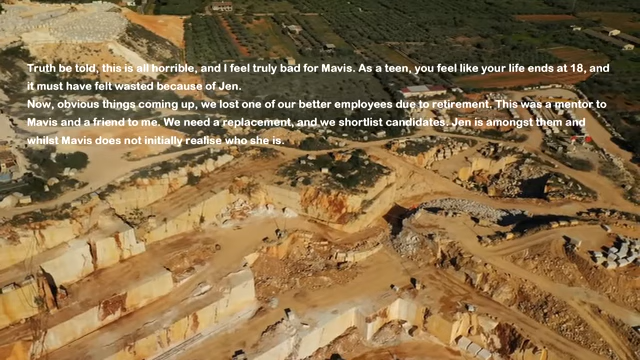 Truth be told, this is all horrible, and I feel truly bad for Mavis. As a teen, you feel like your life ends at 18, and
it must have felt wasted because of Jen.
Now, obvious things coming up, we lost one of our better employees due to retirement. This was a mentor to
Mavis and a friend to me. We need a replacement, and we shortlist candidates. Jen is amongst them and
whilst Mavis does not initially realise who she is.